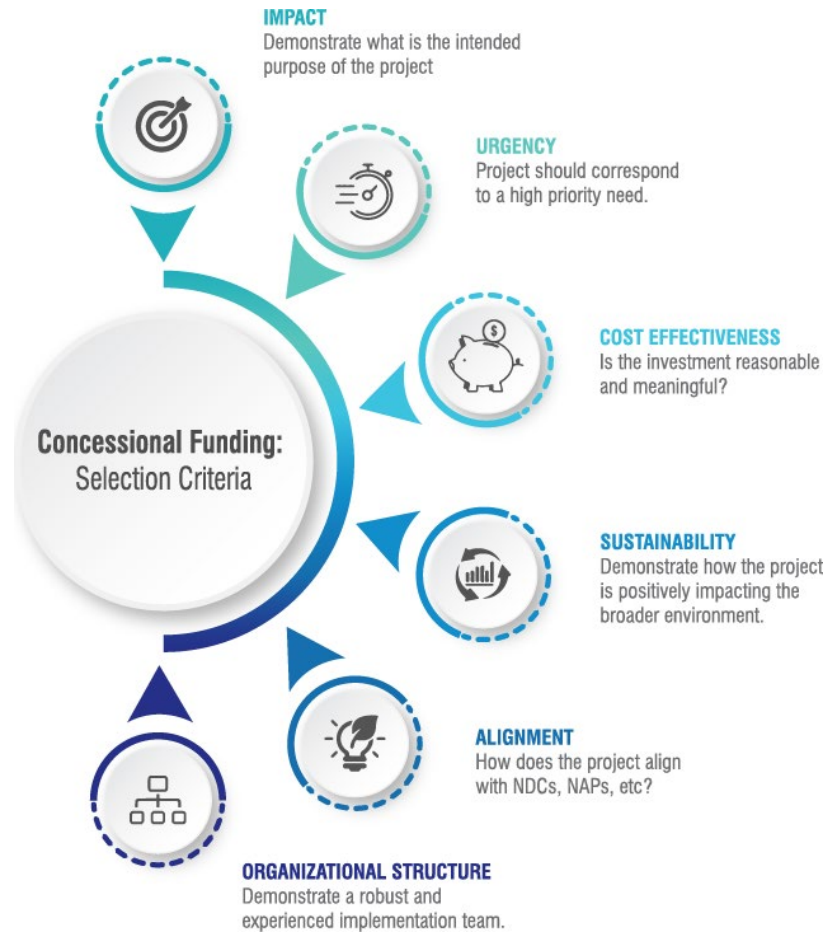 IMPACT
Demonstrate what is the intended
purpose of the project
URGENCY
Project should correspond
to a high priority need.
$
COST EFFECTIVENESS
Is the investment reasonable
and meaningful?
Concessional Funding:
Selection Criteria
SUSTAINABILITY
Demonstrate how the project
is positively impacting the
broader environment.
ALIGNMENT
How does the project align
with NDCs, NAPs, etc?
ORGANIZATIONAL STRUCTURE
Demonstrate a robust and
experienced implementation team.